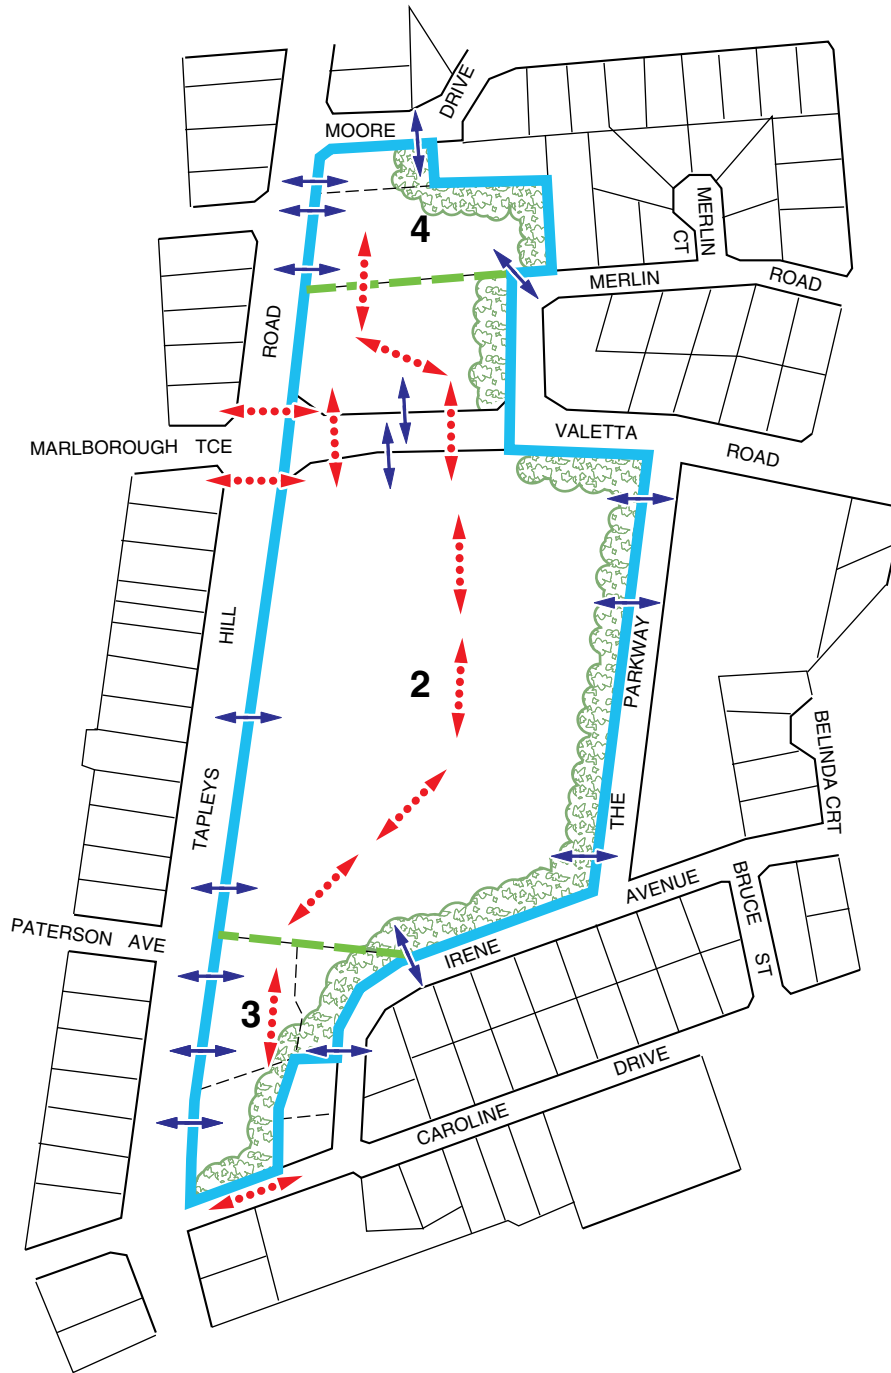 DRIVE
MOORE
MERLIN
CT
4
MERLIN
ROAD
ROAD
VALETTA
MARLBOROUGH TCE
ROAD
HILL
2
PARKWAY
BELINDA CRT
TAPLEYS
THE
AVENUE
BRUCE
PATERSON AVE
IRENE
ST
3
DRIVE
CAROLINE